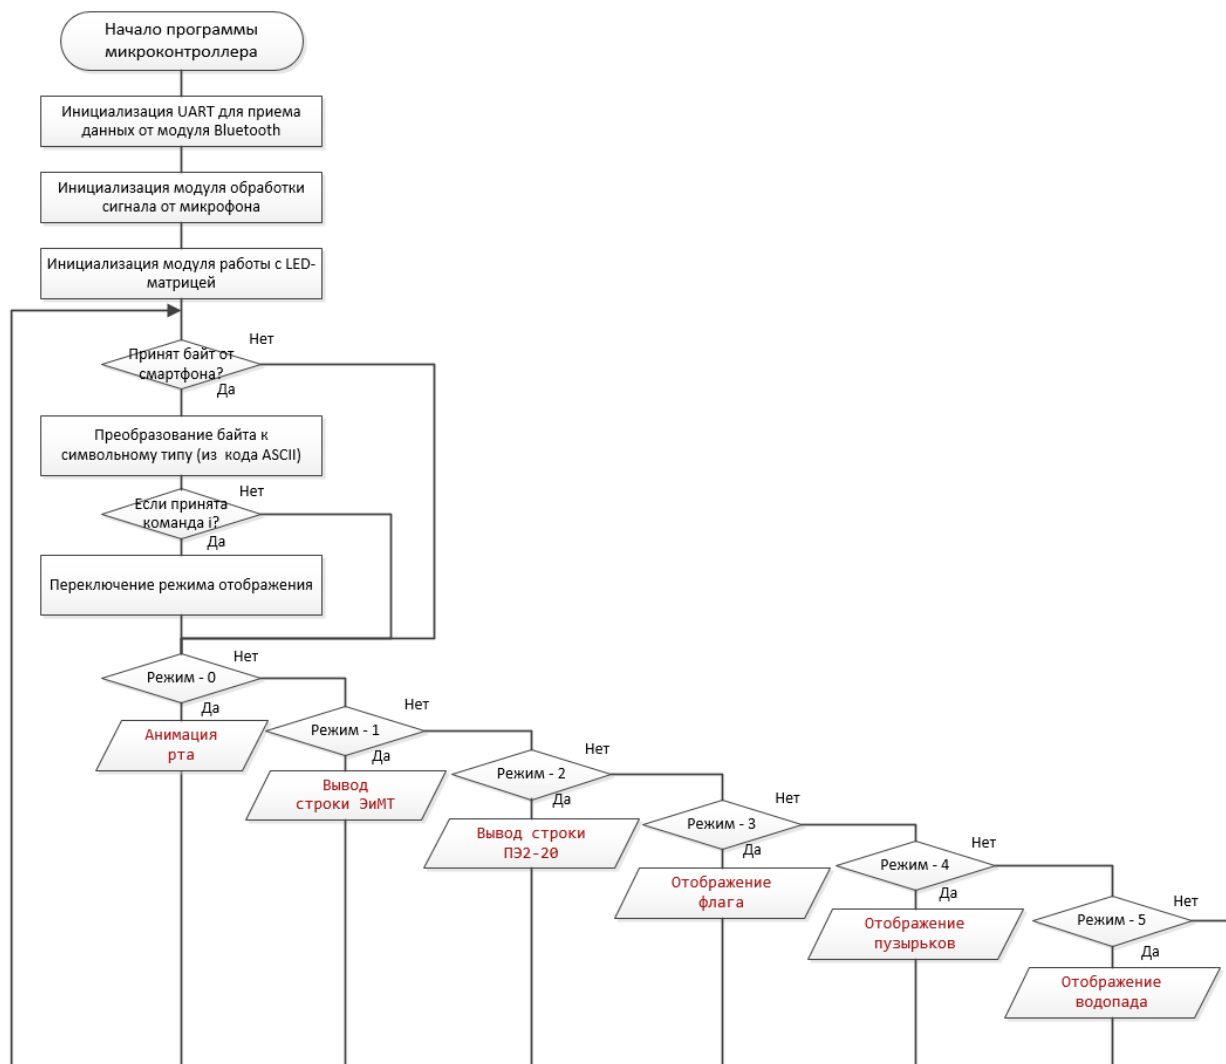 Начало программы
микроконтроллера
Инициализация UART для приема
данных от модуля Bluetooth
Инициализация модуля обработки
сигнала от микрофона
Инициализация модуля работы с LED-
матрицей
Нет
Принят байт от
смартфона?
Да
Преобразование байта к
символьному типу (из кода ASCII)
Нет
Если принята
команда i?
Да
Переключение режима отображения
Нет
Режим - 0
Да
Анимация
рта
Нет
Режим - 1
Да
Вывод
строки ЭиМТ
Нет
Режим - 2
Да
Вывод строки
ПЭ2-20
Нет
Режим - 3
Да
Отображение
флага
Нет
Режим - 4
Да
Отображение
пузырьков
Нет
Режим - 5
Да
Отображение
водопада